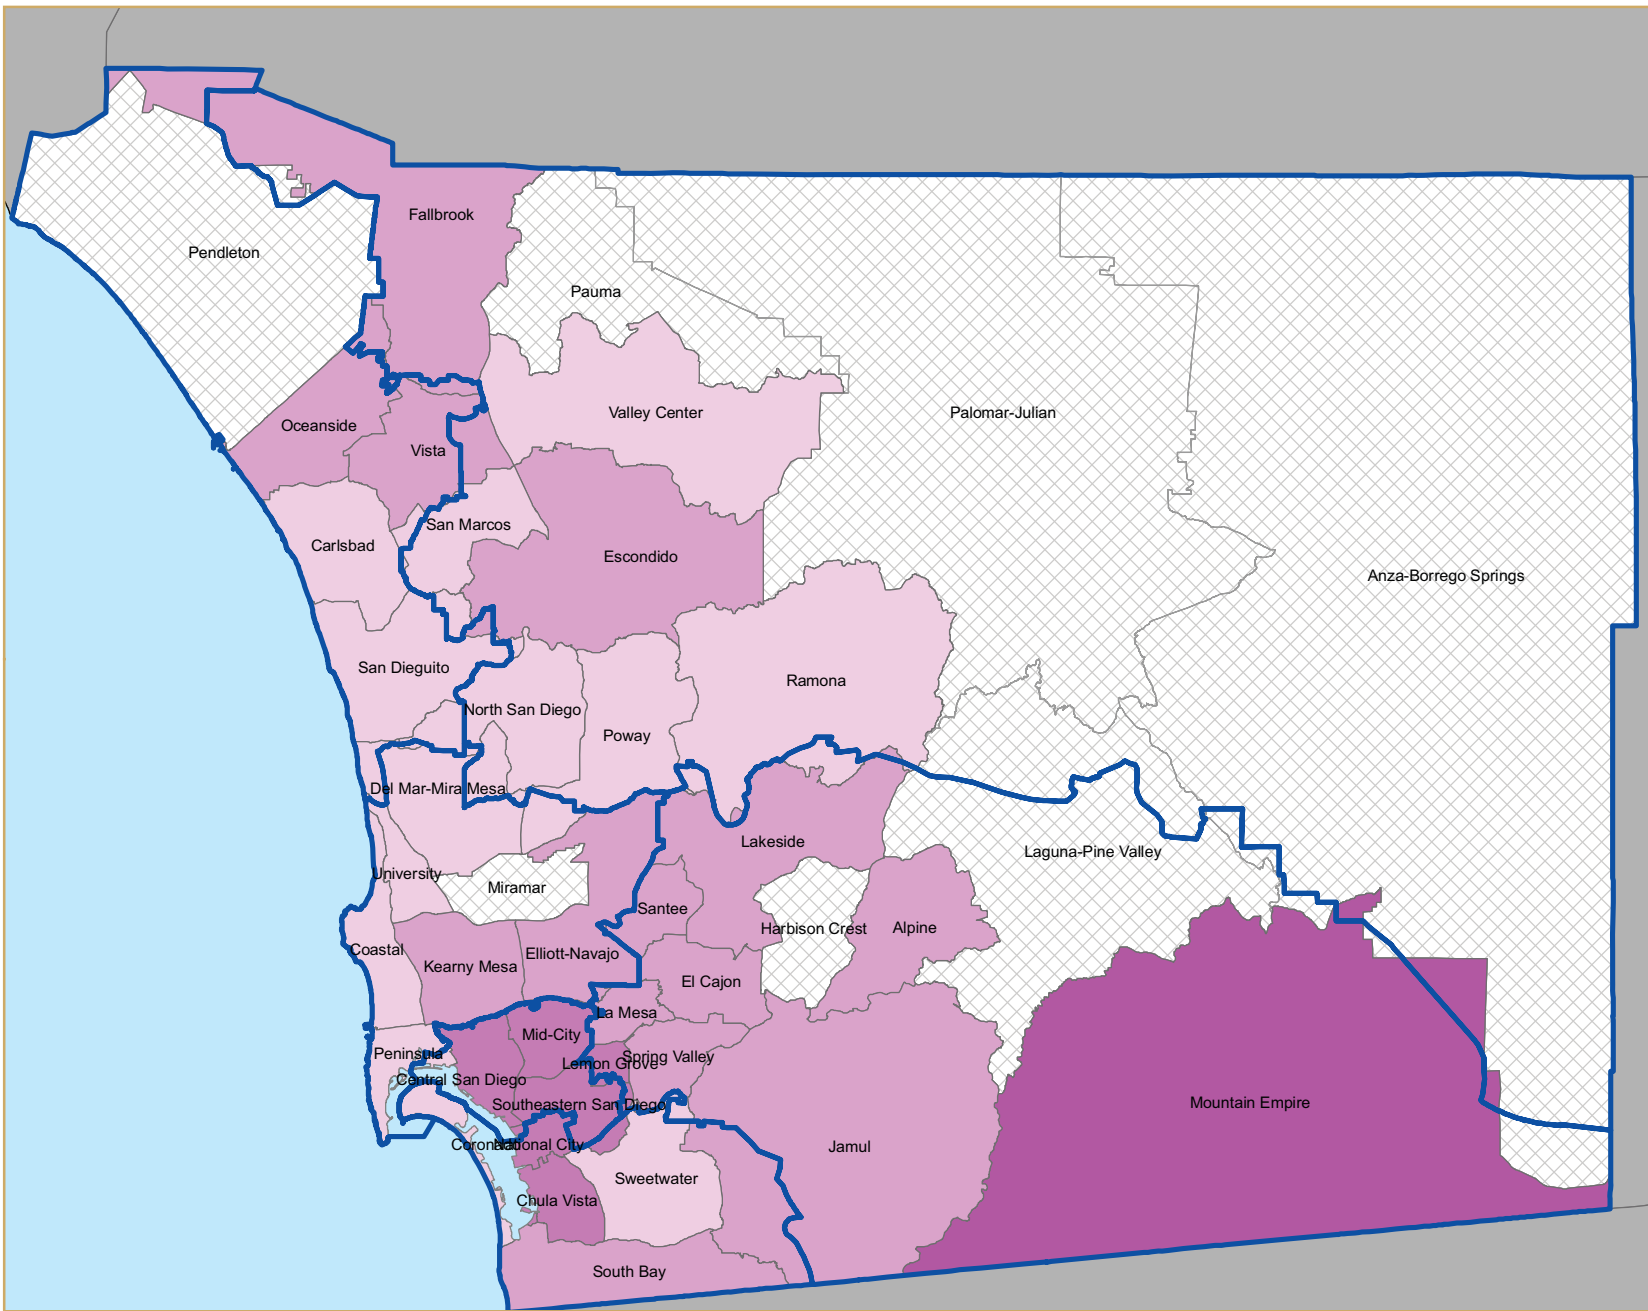 Fallbrook
Pendleton
Pauma
Valley Center
Palomar-Julian
Oceanside
Vista
San Marcos
Carlsbad
Escondido
Anza-Borrego Springs
San Dieguito
Ramona
North San Diego
Poway
Del Mar-Mira Mesa
Lakeside
Laguna-Pine Valley
University
Miramar
Santee
Harbison Crest
Alpine
Coastal
Elliott-Navajo
Kearny Mesa
El Cajon
La Mesa
Mid-City
Peninsula
Lemon Grove
Spring Valley
Central San Diego
Southeastern San Diego
Mountain Empire
Coronado
National City
Jamul
Sweetwater
Chula Vista
South Bay